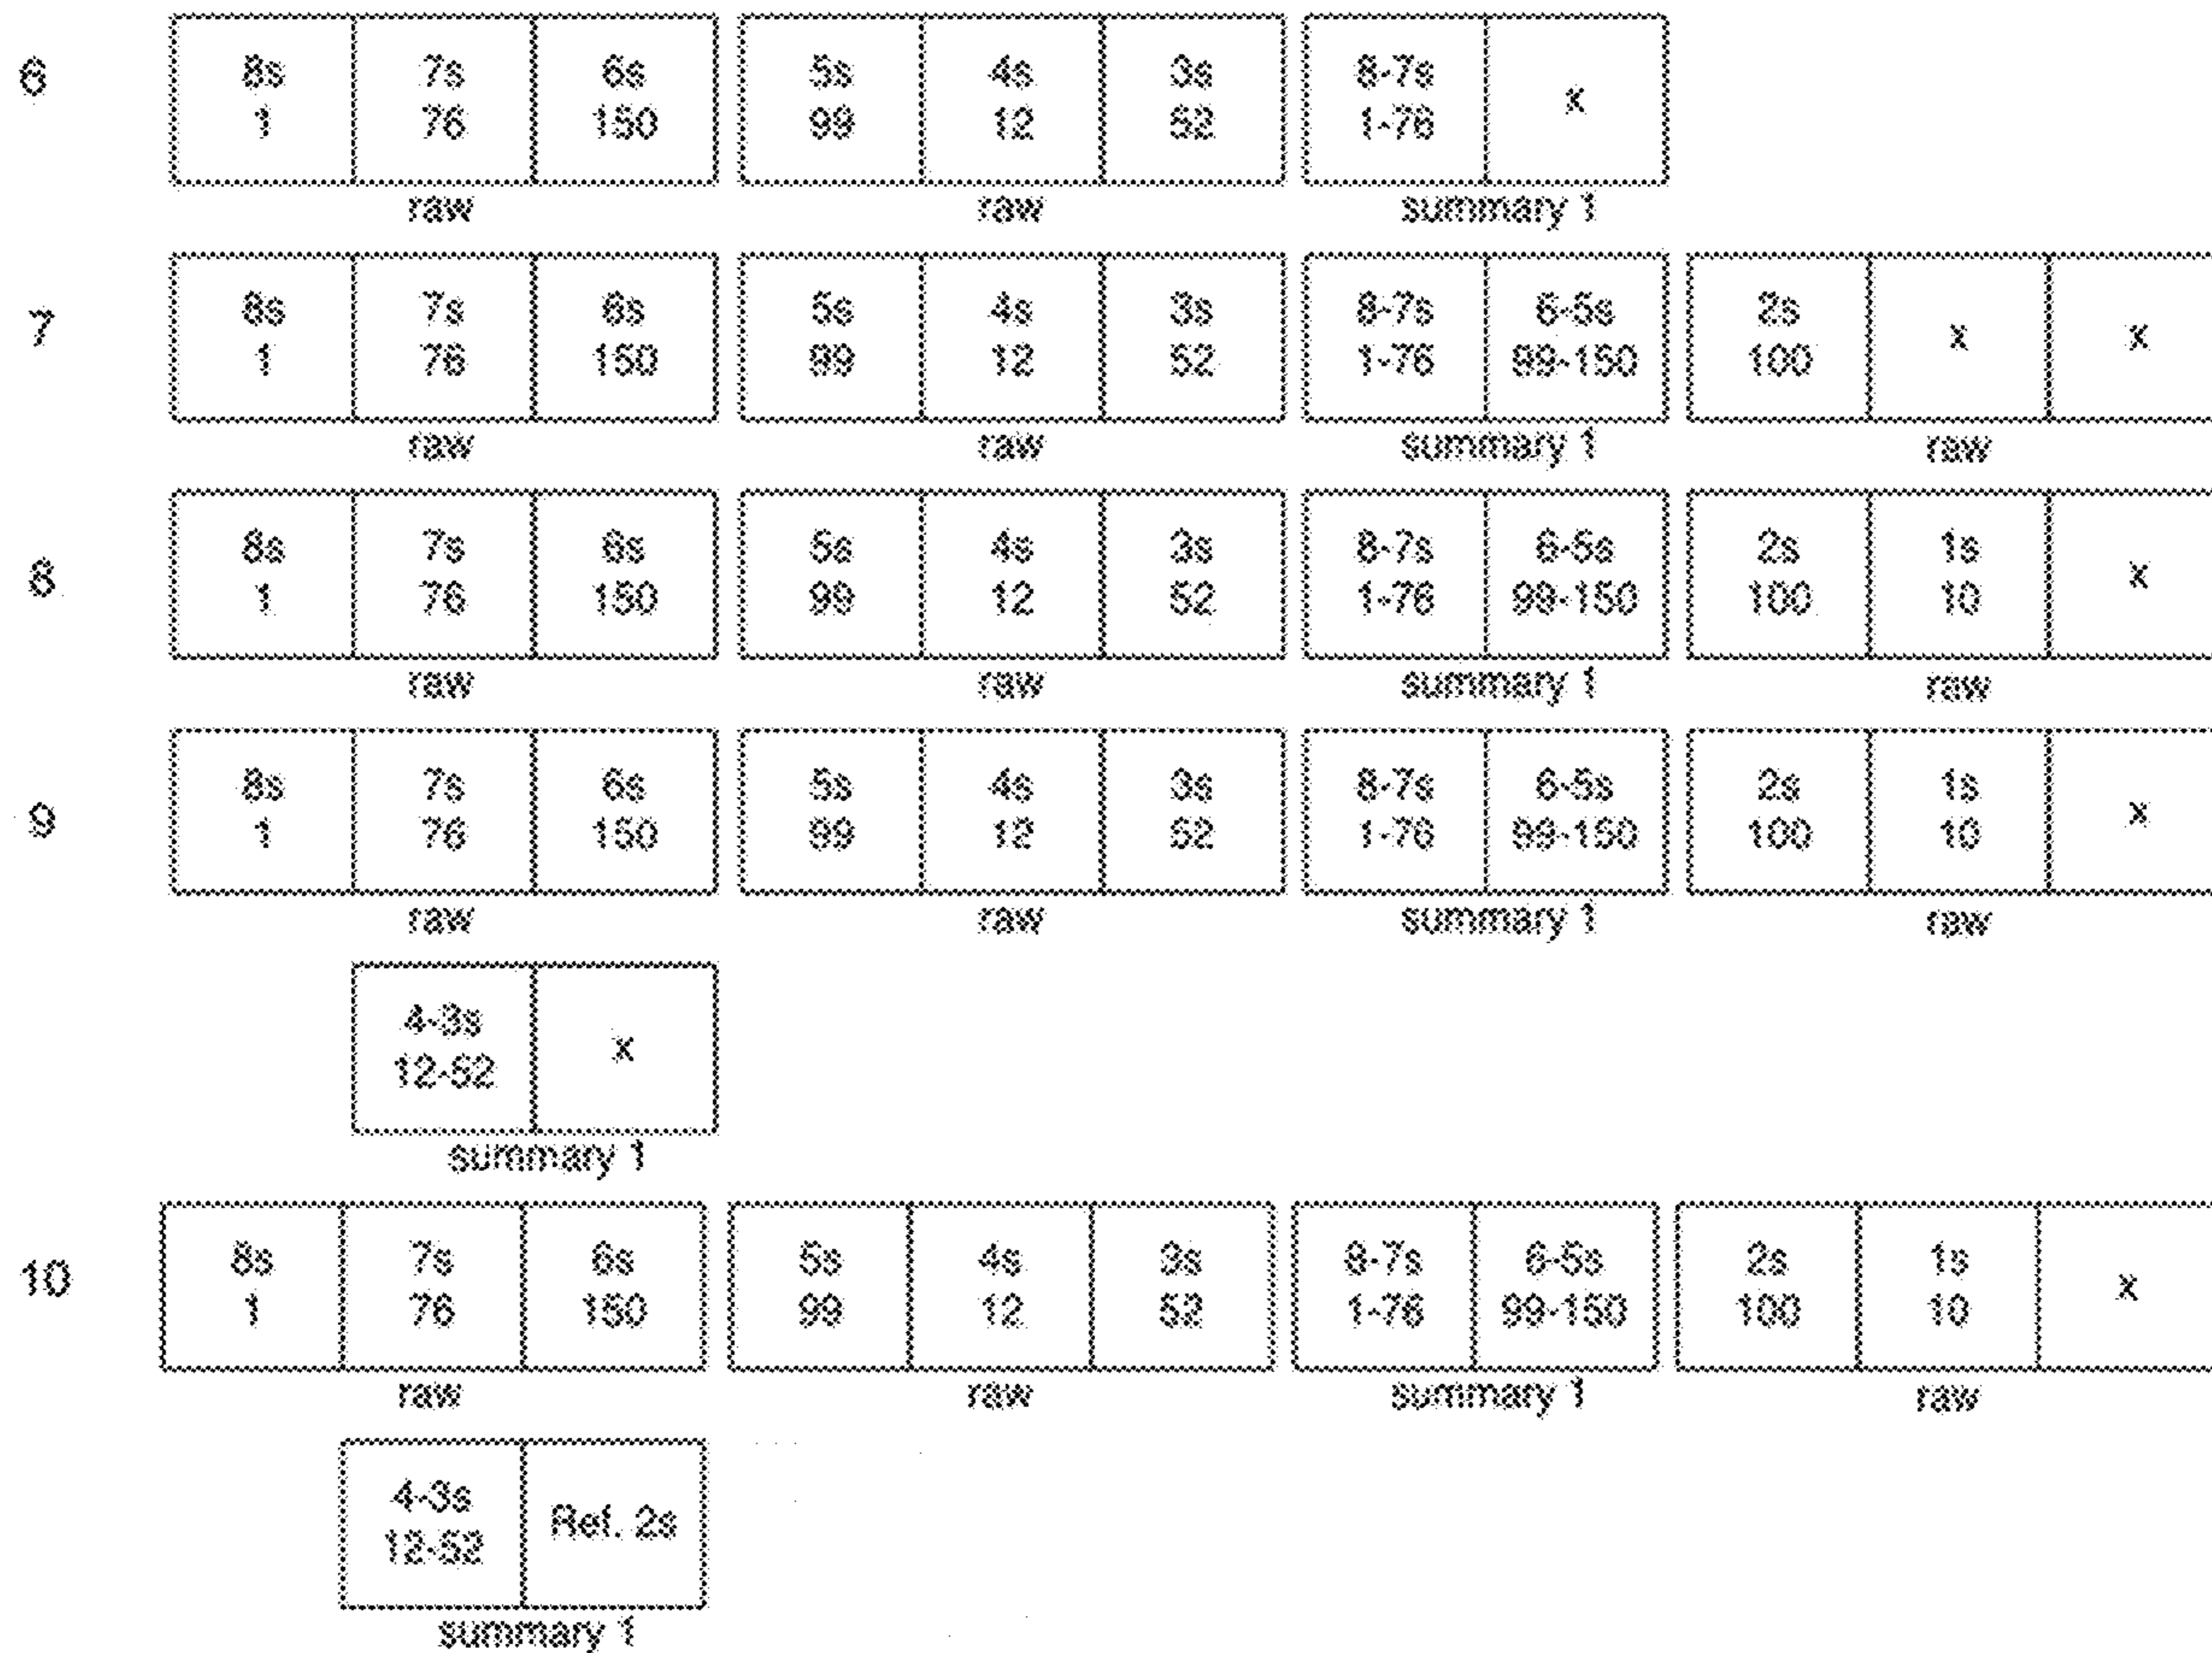 6
8s 7s 6s 5s 4s 3s 8-7s x
1 76 150 99 12 52 1-76
raw raw summary 1
7
8s 7s 6s 5s 4s 3s 8-7s 6-5s 2s x x
1 76 150 99 12 52 1-76 99-150 100
raw raw summary 1 raw
8
8s 7s 6s 5s 4s 3s 8-7s 6-5s 2s 1s x
1 76 150 99 12 52 1-76 99-150 100 10
raw raw summary 1 raw
9
8s 7s 6s 5s 4s 3s 8-7s 6-5s 2s 1s x
1 76 150 99 12 52 1-76 99-150 100 10
raw raw summary 1 raw
4-3s x
12-52
summary 1
10
8s 7s 6s 5s 4s 3s 8-7s 6-5s 2s 1s x
1 76 150 99 12 52 1-76 99-150 100 10
raw raw summary 1 raw
4-3s Ref. 2s
12-52
summary 1